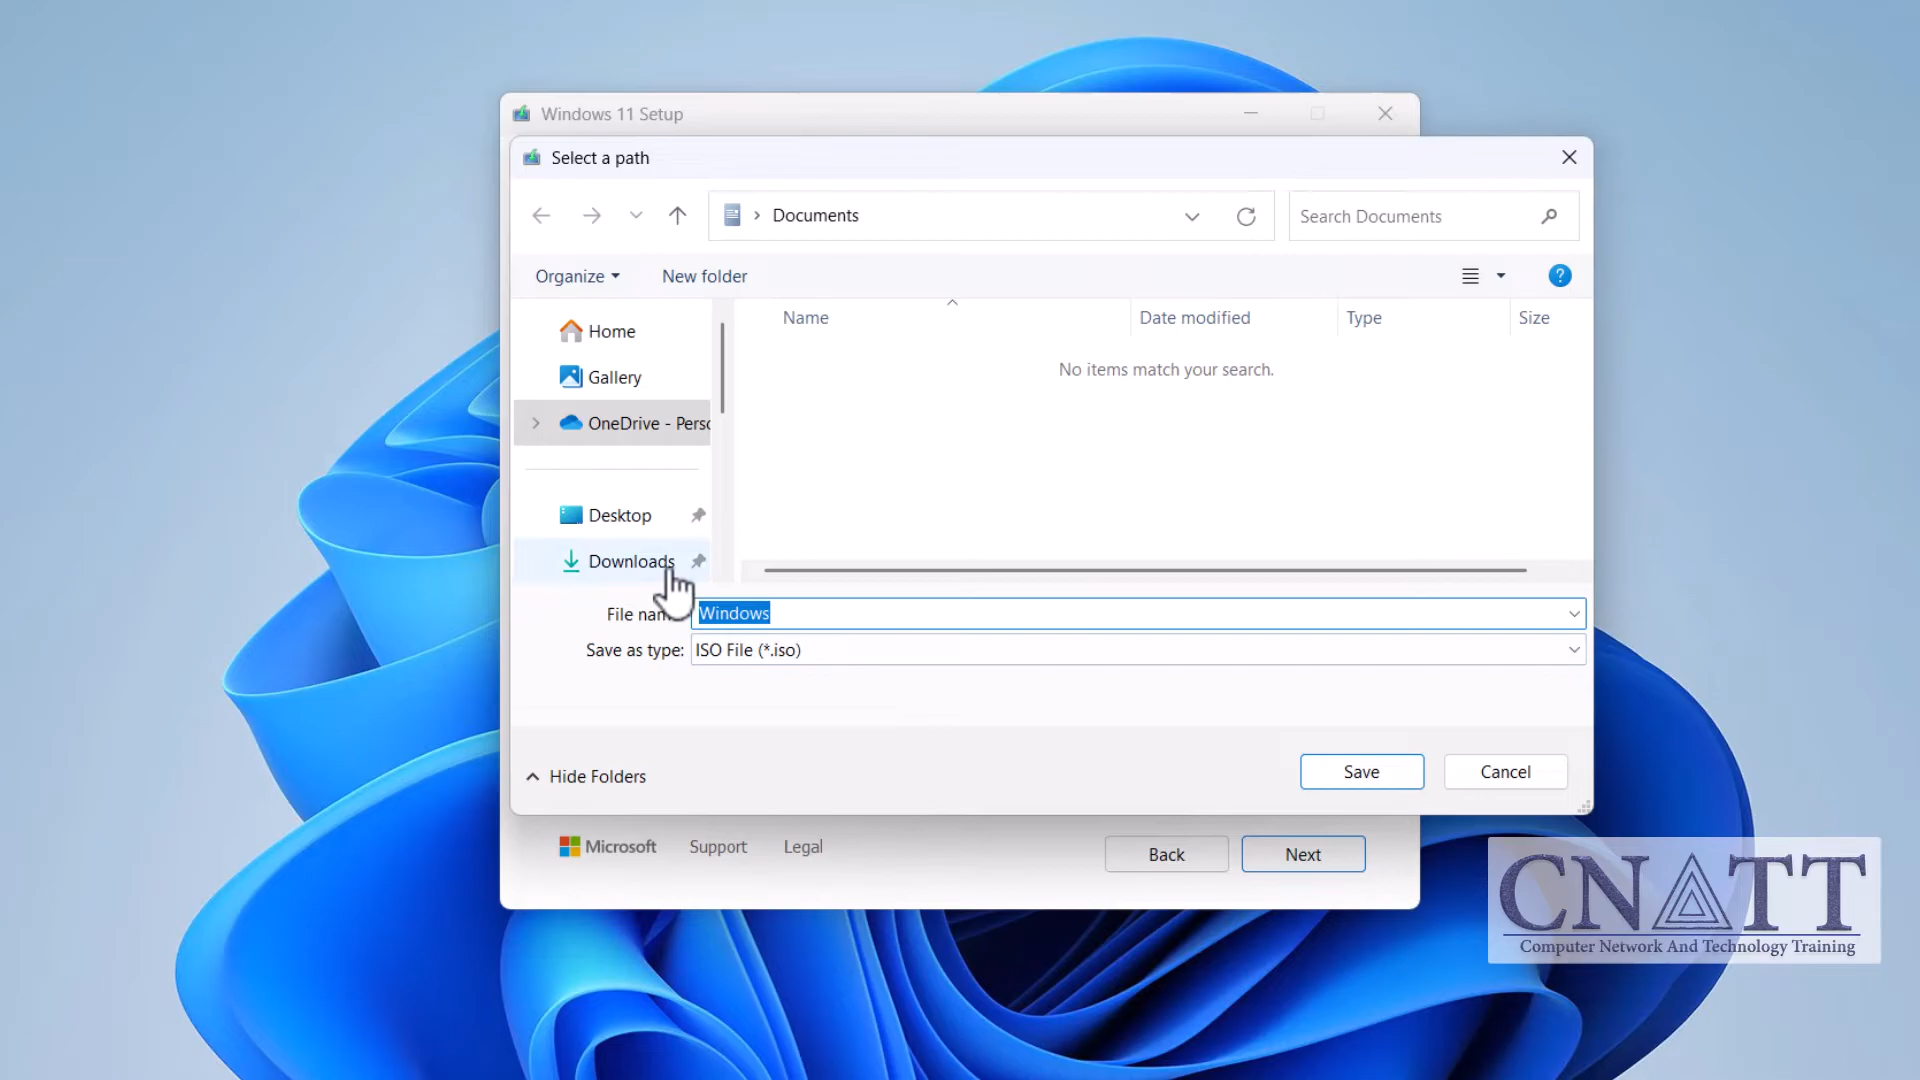 Windows 11 Setup
Select a path
Documents
Search Documents
Organize
New folder
?
Name
Date modified
Type
Size
No items match your search.
Home
Gallery
OneDrive - Perso
Desktop
Downloads
File nam
Windows
Save as type:
ISO File (*.iso)
Hide Folders
Save
Cancel
Microsoft
Support
Legal
Back
Next
CNATT
Computer Network And Technology Training